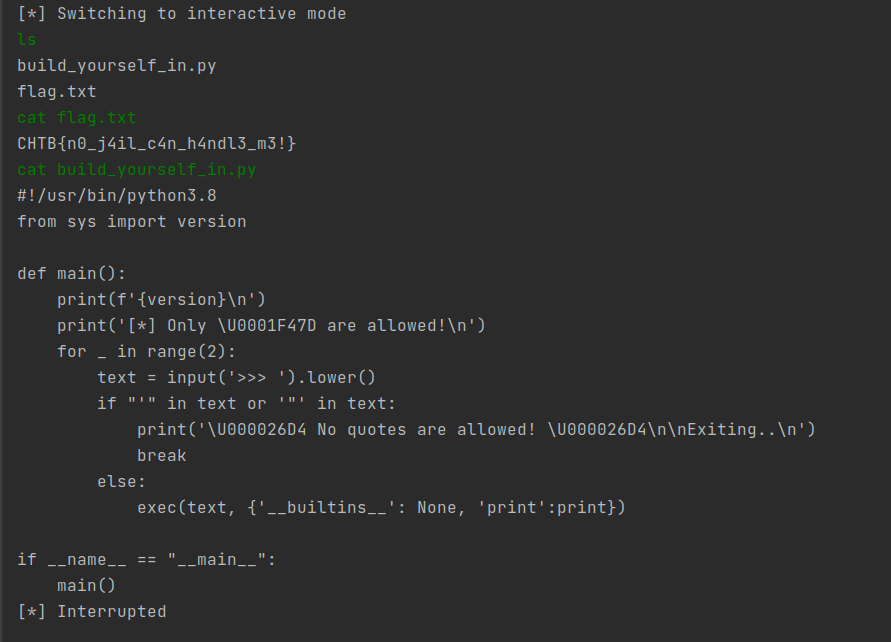 [*] Switching to interactive mode
ls
build_yourself_in.py
flag.txt
cat flag.txt
CHTB{n0_j4il_c4n_h4ndl3_m3!}
cat build_yourself_in.py
#!/usr/bin/python3.8
from sys import version

def main():
    print(f'{version}\n')
    print('[*] Only \U0001F47D are allowed!\n')
    for _ in range(2):
        text = input('>>> ').lower()
        if "'" in text or '"' in text:
            print('\U000026D4 No quotes are allowed! \U000026D4\n\nExiting..\n')
            break
        else:
            exec(text, {'__builtins__': None, 'print':print})

if __name__ == "__main__":
    main()
[*] Interrupted